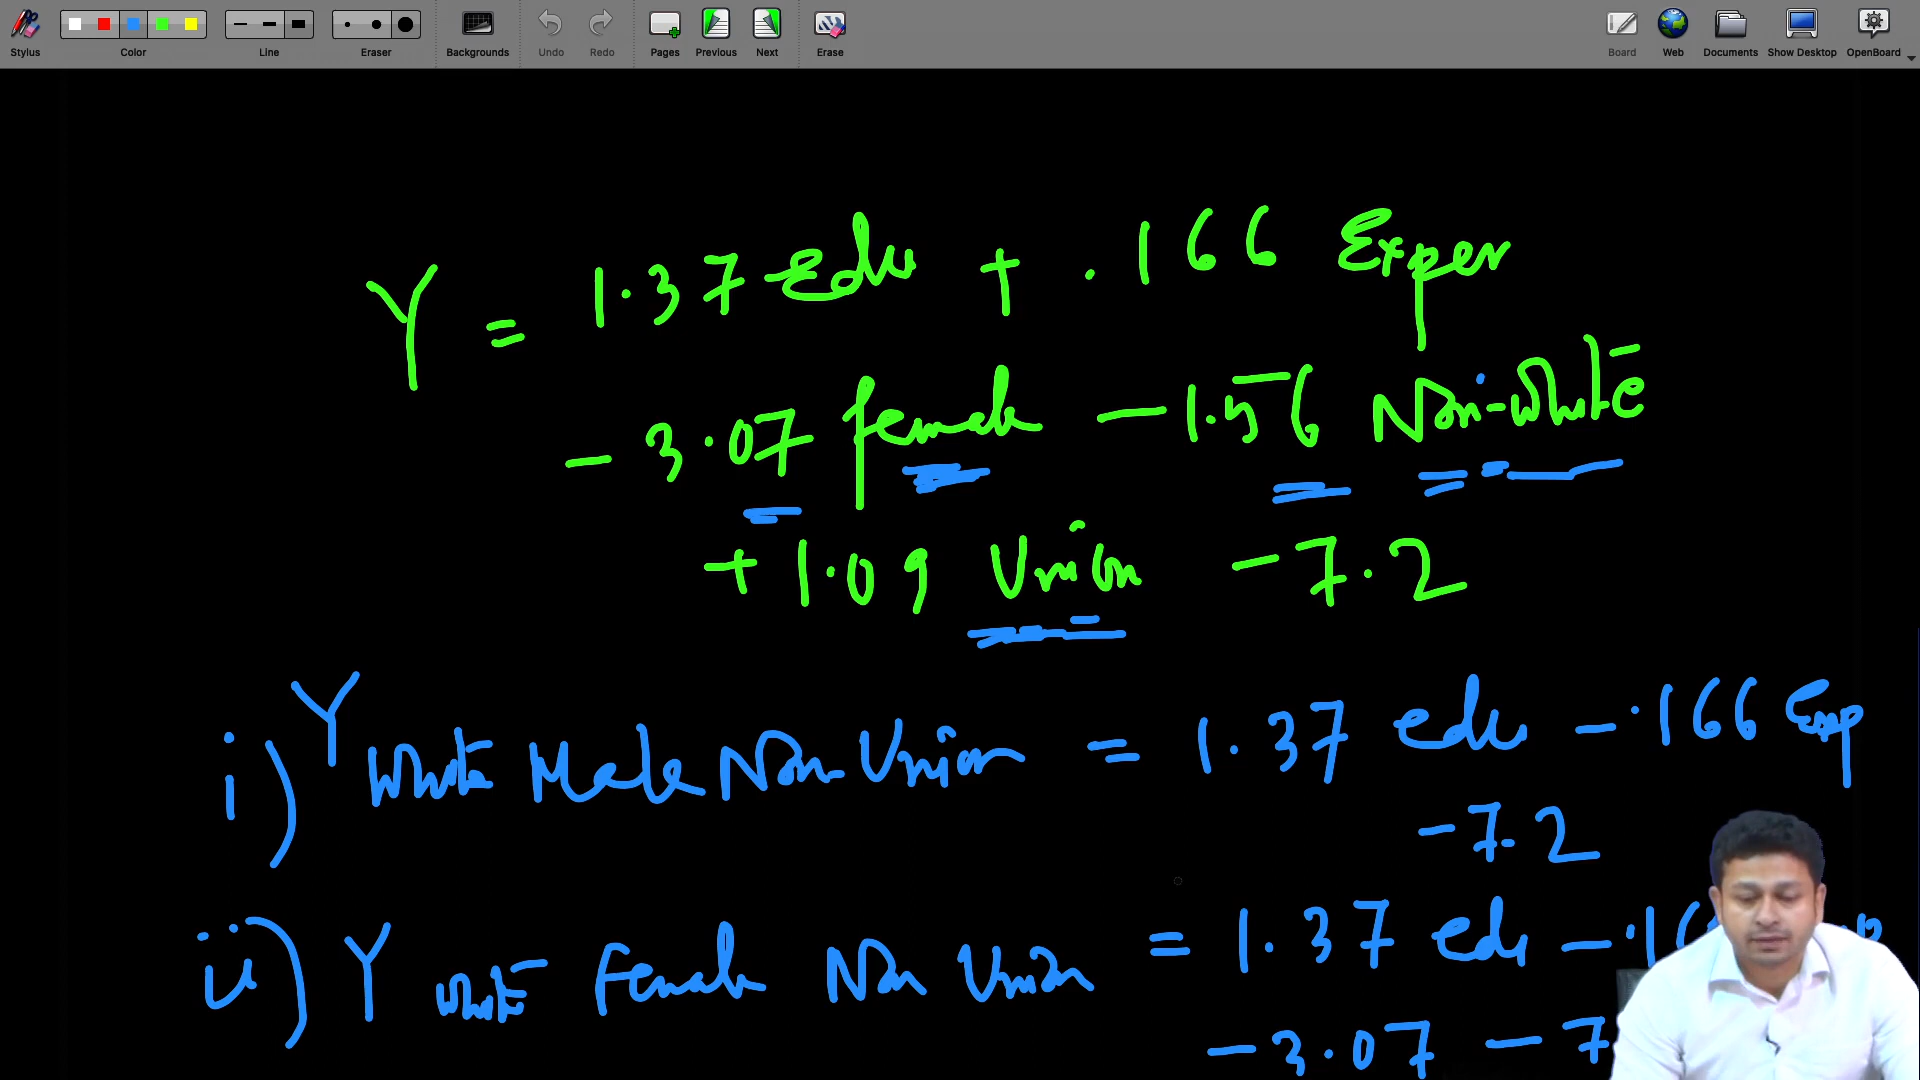 Stylus Color Line Eraser Backgrounds Undo Redo Pages Previous Next Erase Board Web Documents Show Desktop OpenBoard
Y = 1.37 edu + .166 Exper
- 3.07 female - 1.56 Non-White
+ 1.09 Union - 7.2
i) Y White Male Non Union = 1.37 edu - .166 Exp
- 7.2
ii) Y White Female Non Union = 1.37 edu - .16
- 3.07 - 7